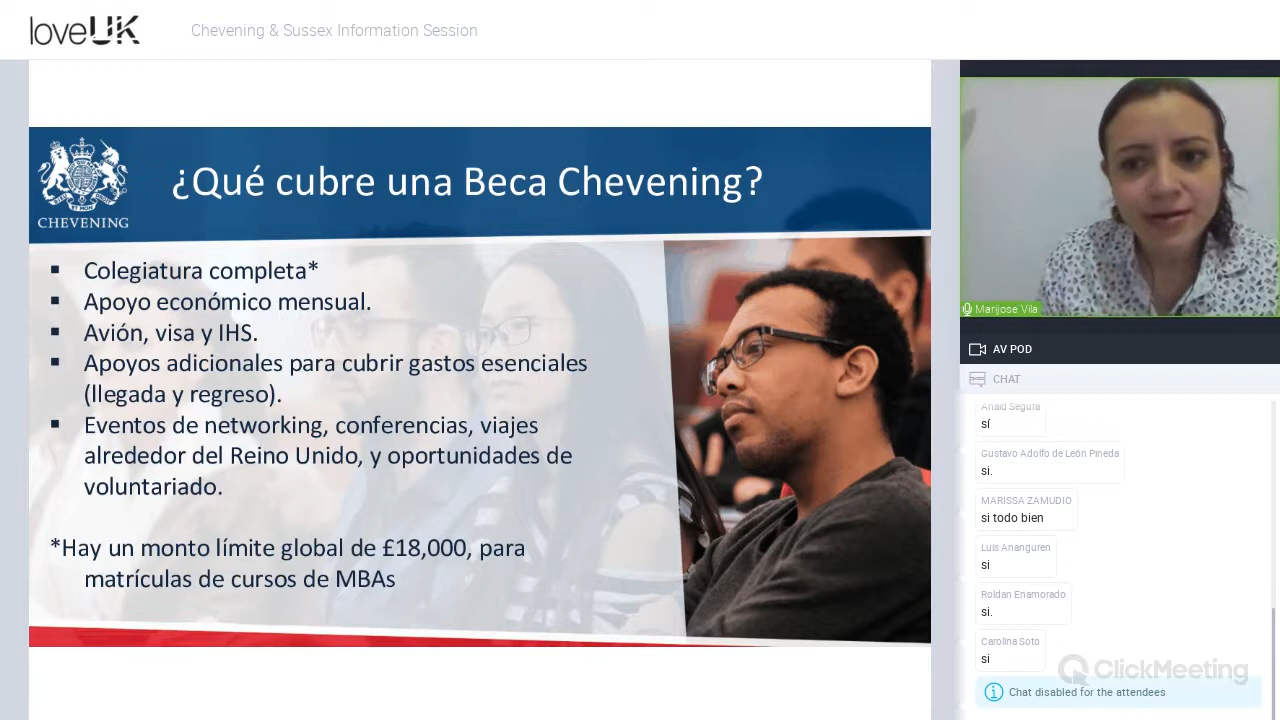 loveUK
Chevening & Sussex Information Session
CHEVENING
¿Qué cubre una Beca Chevening?
▪ Colegiatura completa*
▪ Apoyo económico mensual.
▪ Avión, visa y IHS.
▪ Apoyos adicionales para cubrir gastos esenciales
(llegada y regreso).
▪ Eventos de networking, conferencias, viajes
alrededor del Reino Unido, y oportunidades de
voluntariado.
*Hay un monto límite global de £18,000, para
matrículas de cursos de MBAs
Marijose Vila
AV POD
CHAT
Anaid Segura
sí
Gustavo Adolfo de León Pineda
si.
MARISSA ZAMUDIO
si todo bien
Luis Ananguren
si
Roldan Enamorado
si.
Carolina Soto
si
ClickMeeting
Chat disabled for the attendees